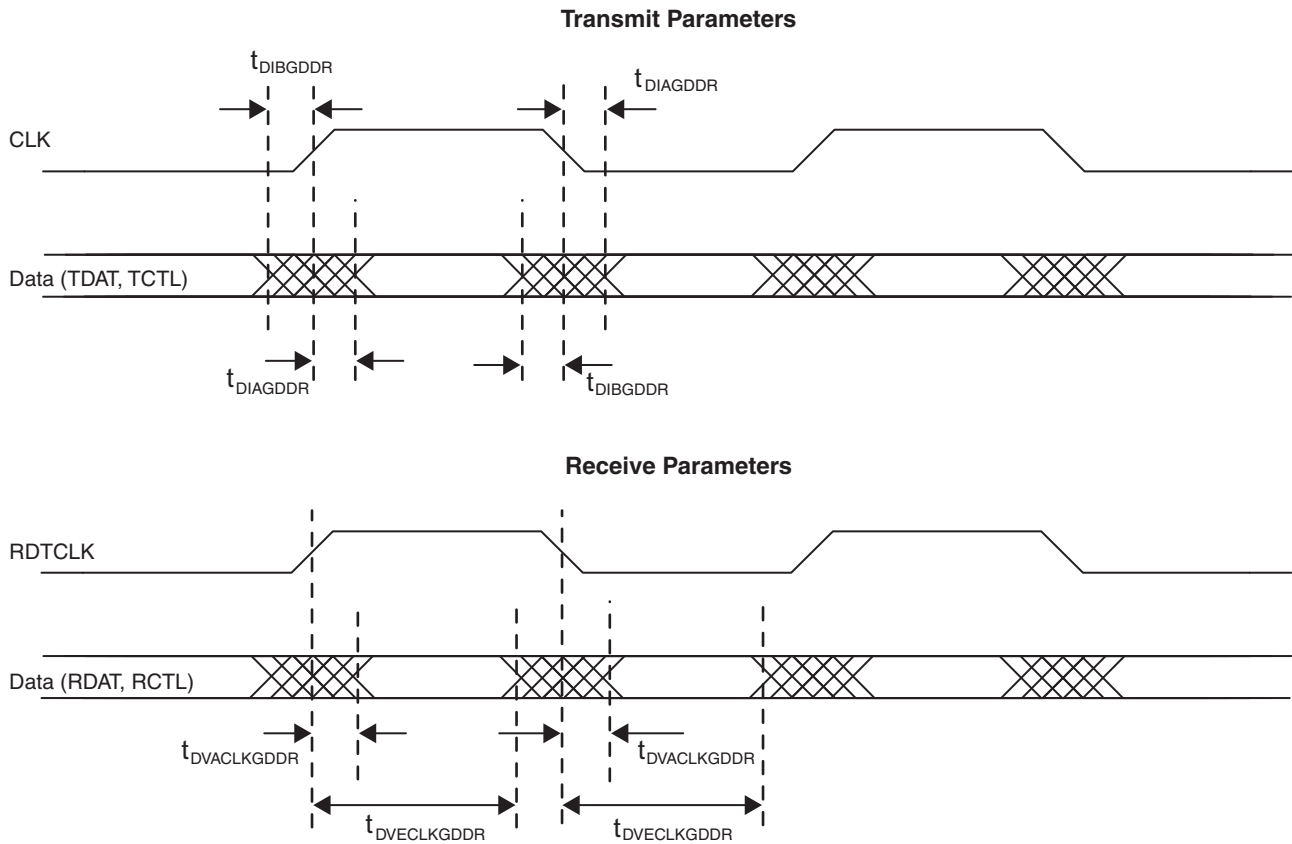 Transmit Parameters
tDIBGDDR
tDIAGDDR
CLK
Data (TDAT, TCTL)
tDIAGDDR
tDIBGDDR
Receive Parameters
RDTCLK
Data (RDAT, RCTL)
tDVACLKGDDR
tDVACLKGDDR
tDVECLKGDDR
tDVECLKGDDR